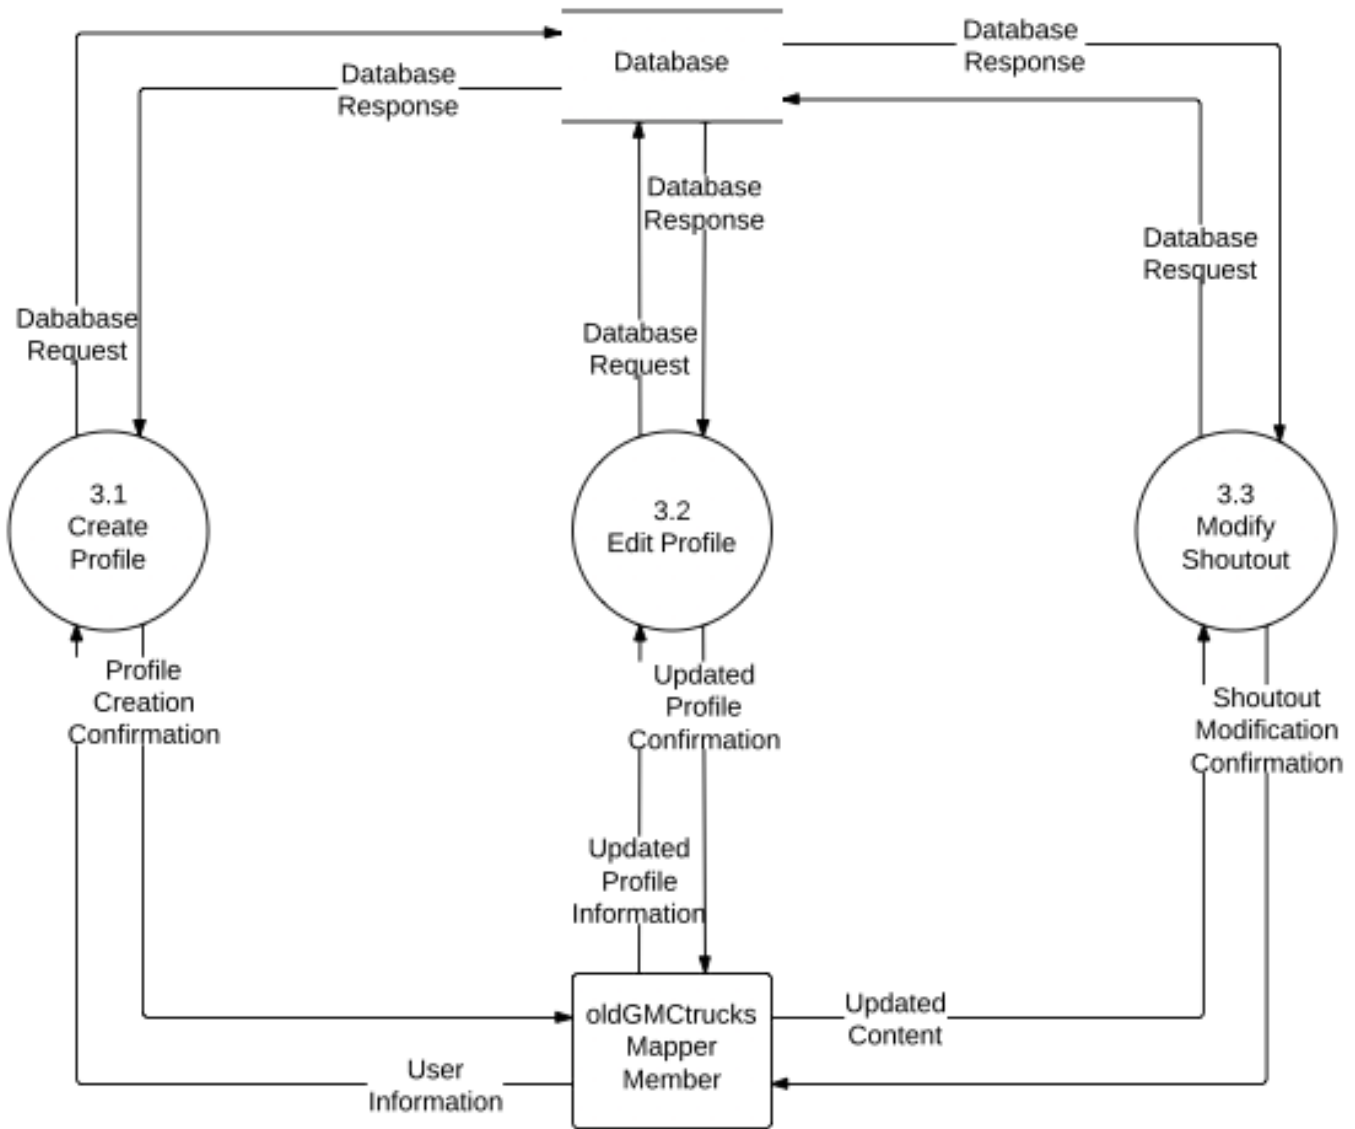 Database
Database
Response
Database
Response
Database
Response
Database
Resquest
Dababase
Request
Database
Request
3.1
Create
Profile
3.2
Edit Profile
3.3
Modify
Shoutout
Profile
Creation
Confirmation
Updated
Profile
Confirmation
Shoutout
Modification
Confirmation
Updated
Profile
Information
oldGMCtrucks
Mapper
Member
Updated
Content
User
Information